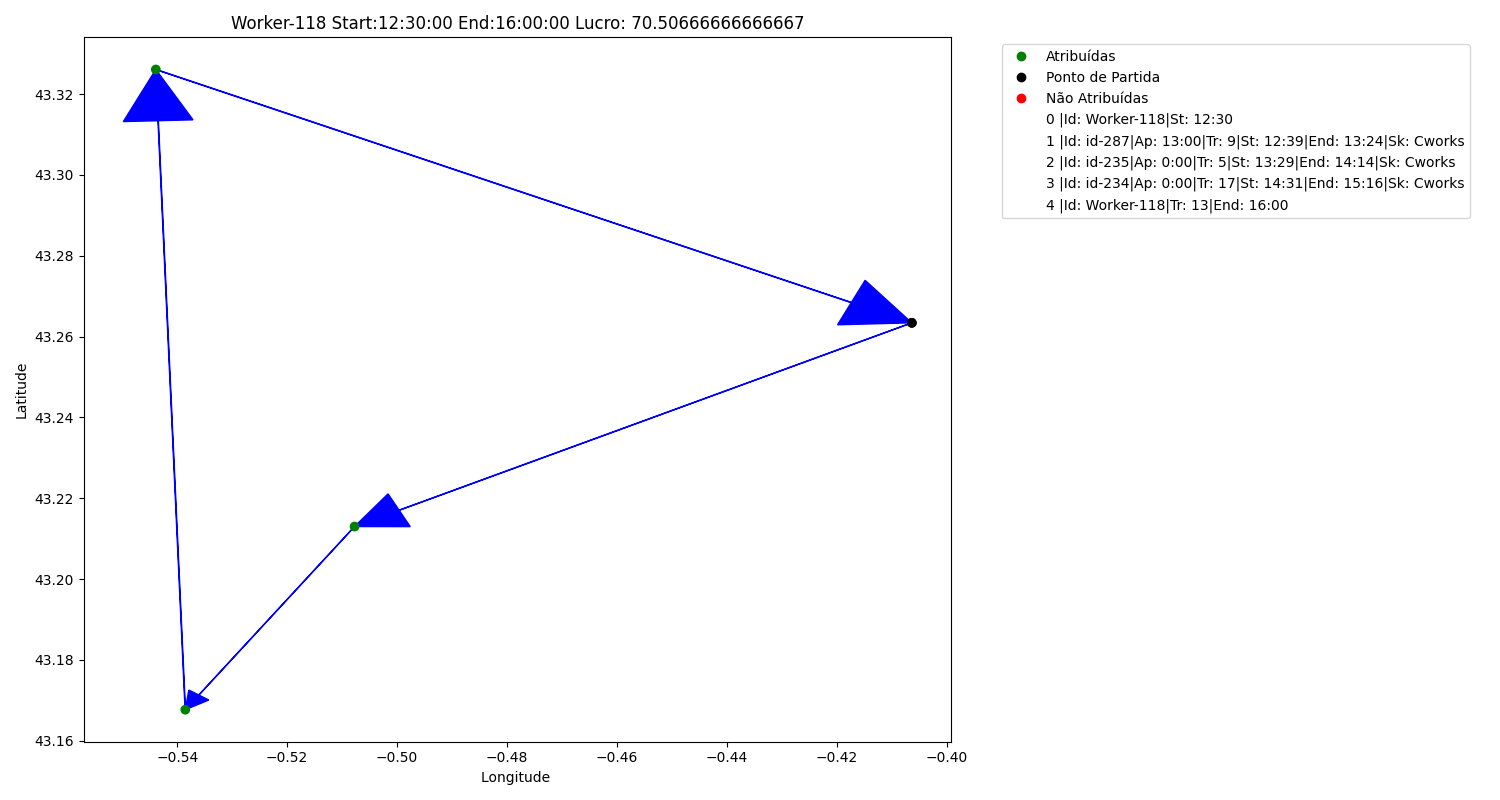 Worker-118 Start:12:30:00 End:16:00:00 Lucro: 70.50666666666667
Atribuídas
Ponto de Partida
Não Atribuídas
0 |Id: Worker-118|St: 12:30
1 |Id: id-287|Ap: 13:00|Tr: 9|St: 12:39|End: 13:24|Sk: Cworks
2 |Id: id-235|Ap: 0:00|Tr: 5|St: 13:29|End: 14:14|Sk: Cworks
3 |Id: id-234|Ap: 0:00|Tr: 17|St: 14:31|End: 15:16|Sk: Cworks
4 |Id: Worker-118|Tr: 13|End: 16:00
Latitude
43.32
43.30
43.28
43.26
43.24
43.22
43.20
43.18
43.16
−0.54
−0.52
−0.50
−0.48
−0.46
−0.44
−0.42
−0.40
Longitude